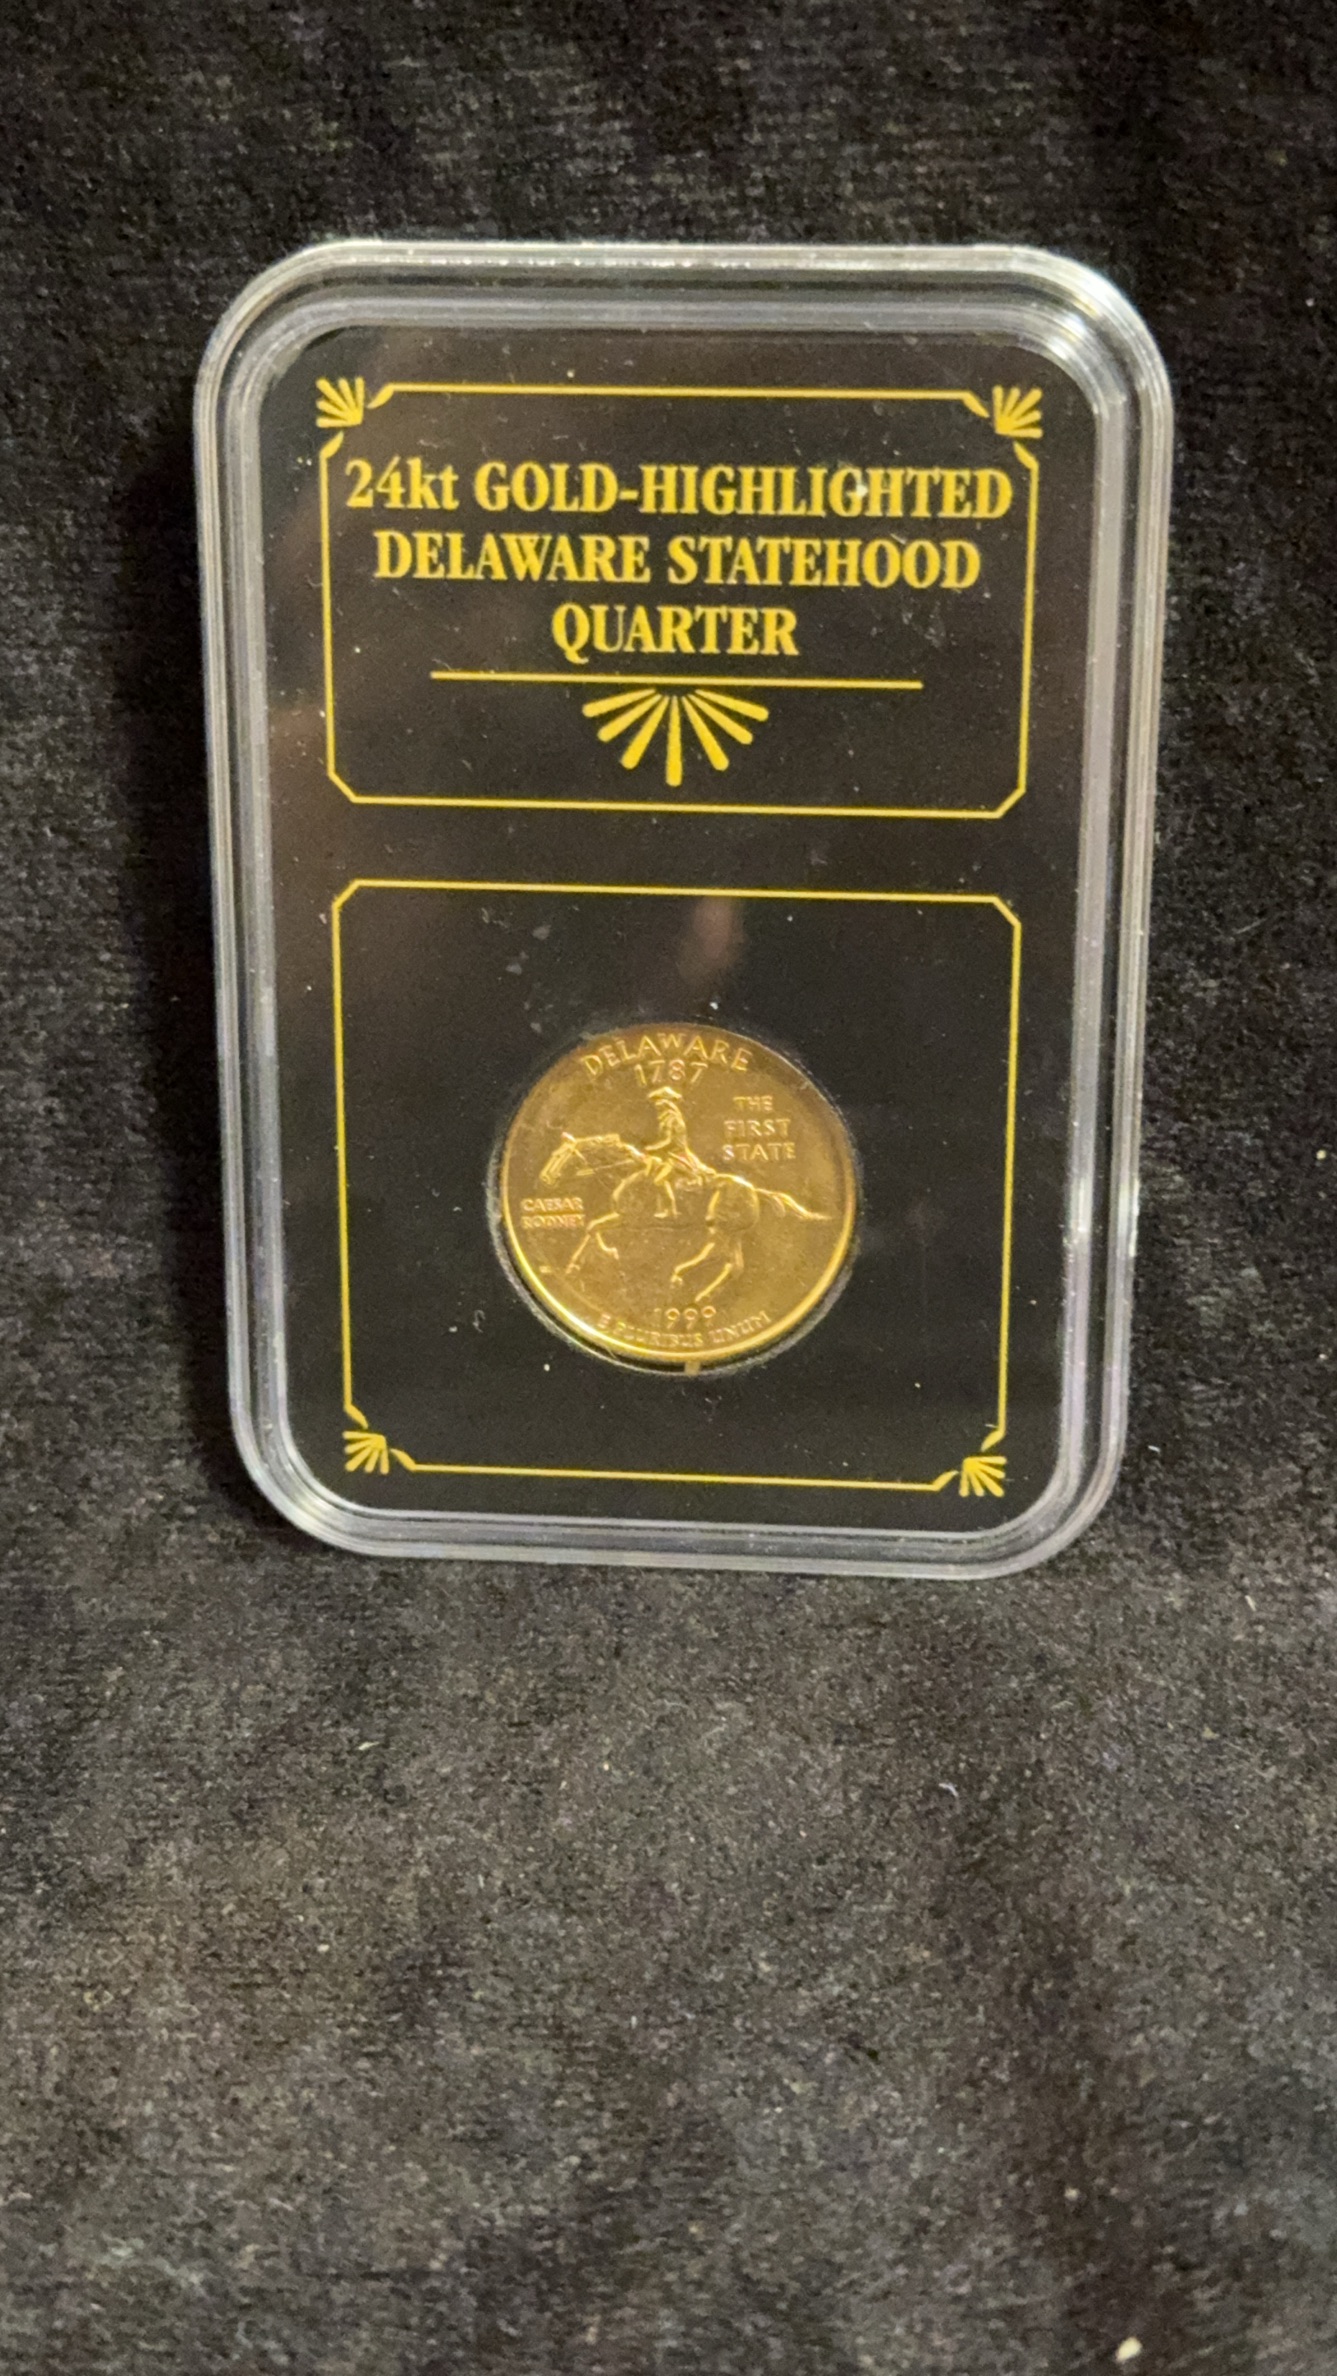 24kt GOLD-HIGHLIGHTED
DELAWARE STATEHOOD
QUARTER
DELAWARE
1787
THE
FIRST
STATE
CAESAR
RODNEY
1999
E PLURIBUS UNUM